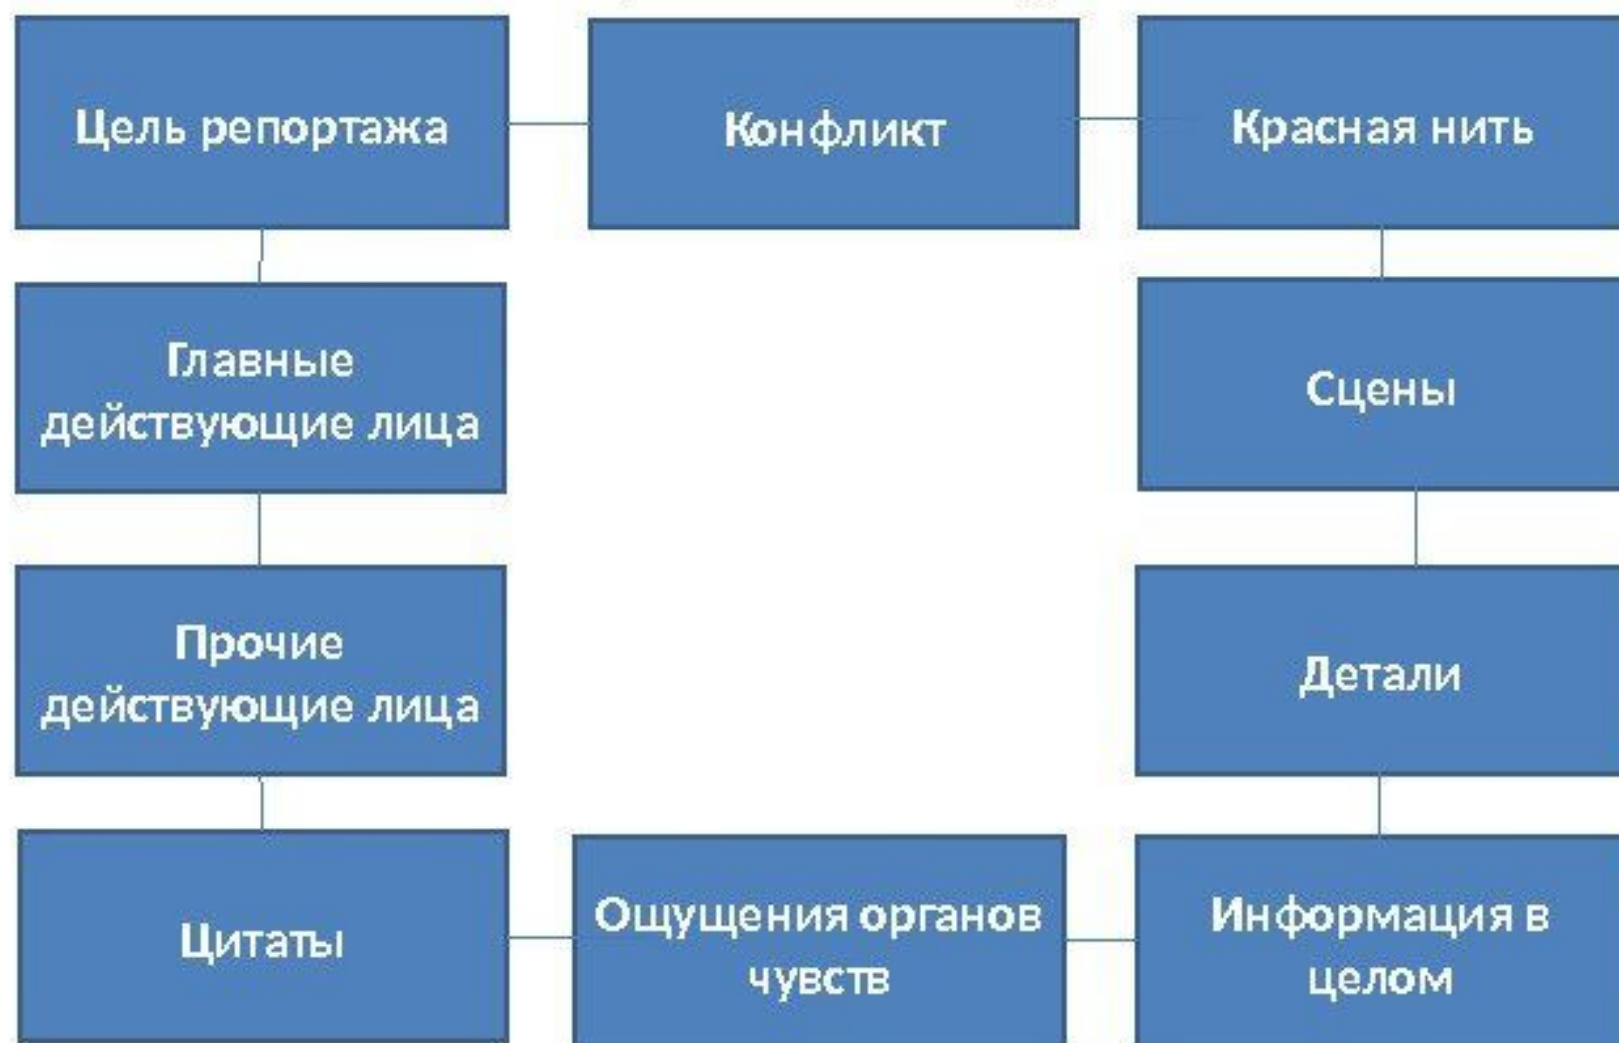 Цель репортажа
Конфликт
Красная нить
Главные
действующие лица
Сцены
Прочие
действующие лица
Детали
Цитаты
Ощущения органов
чувств
Информация в
целом